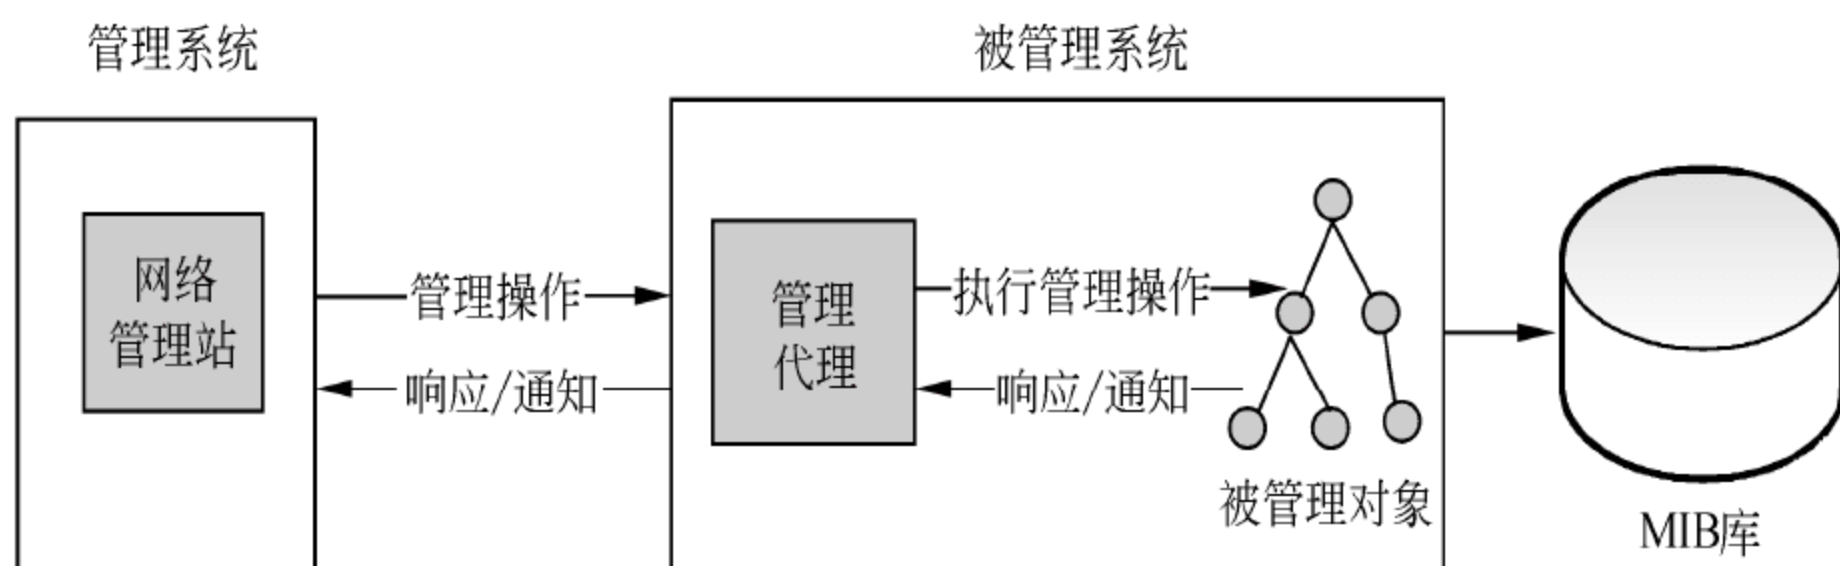 管理系统
被管理系统
网络
管理站
管理操作
响应/通知
管理
代理
执行管理操作
响应/通知
被管理对象
MIB库